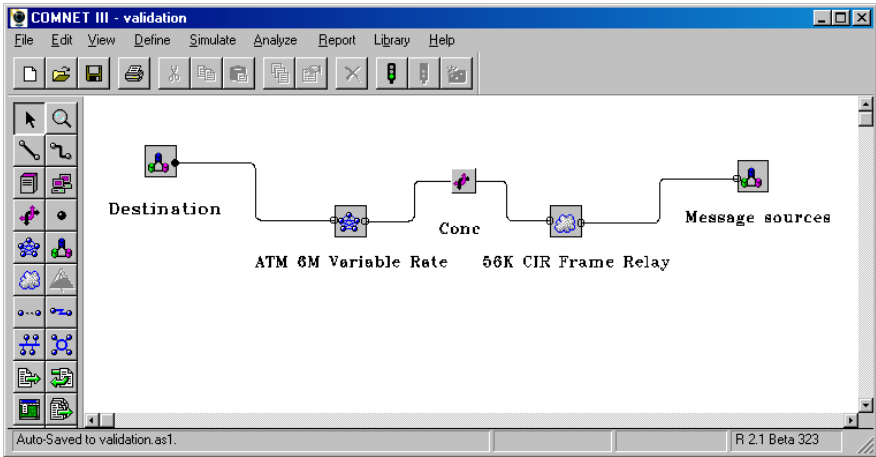 COMNET III - validation
File Edit View Define Simulate Analyze Report Library Help
Destination
Conc
Message sources
ATM 6M Variable Rate
56K CIR Frame Relay
Auto-Saved to validation.as1.
R 2.1 Beta 323